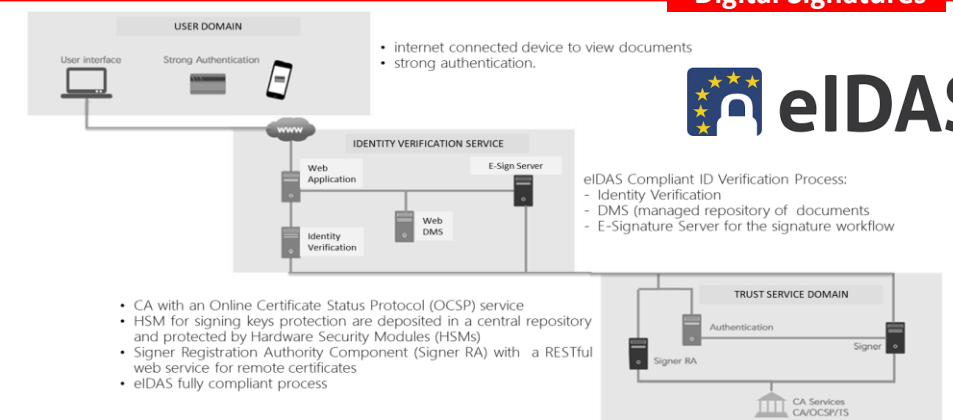 Digital Signatures
USER DOMAIN
User interface
Strong Authentication
• internet connected device to view documents
• strong authentication.
eIDAS
www
IDENTITY VERIFICATION SERVICE
Web
Application
E-Sign Server
Web
DMS
Identity
Verification
eIDAS Compliant ID Verification Process:
- Identity Verification
- DMS (managed repository of documents
- E-Signature Server for the signature workflow
• CA with an Online Certificate Status Protocol (OCSP) service
• HSM for signing keys protection are deposited in a central repository
and protected by Hardware Security Modules (HSMs)
• Signer Registration Authority Component (Signer RA) with a RESTful
web service for remote certificates
• eIDAS fully compliant process
TRUST SERVICE DOMAIN
Authentication
Signer
Signer RA
CA Services
CA/OCSP/TS